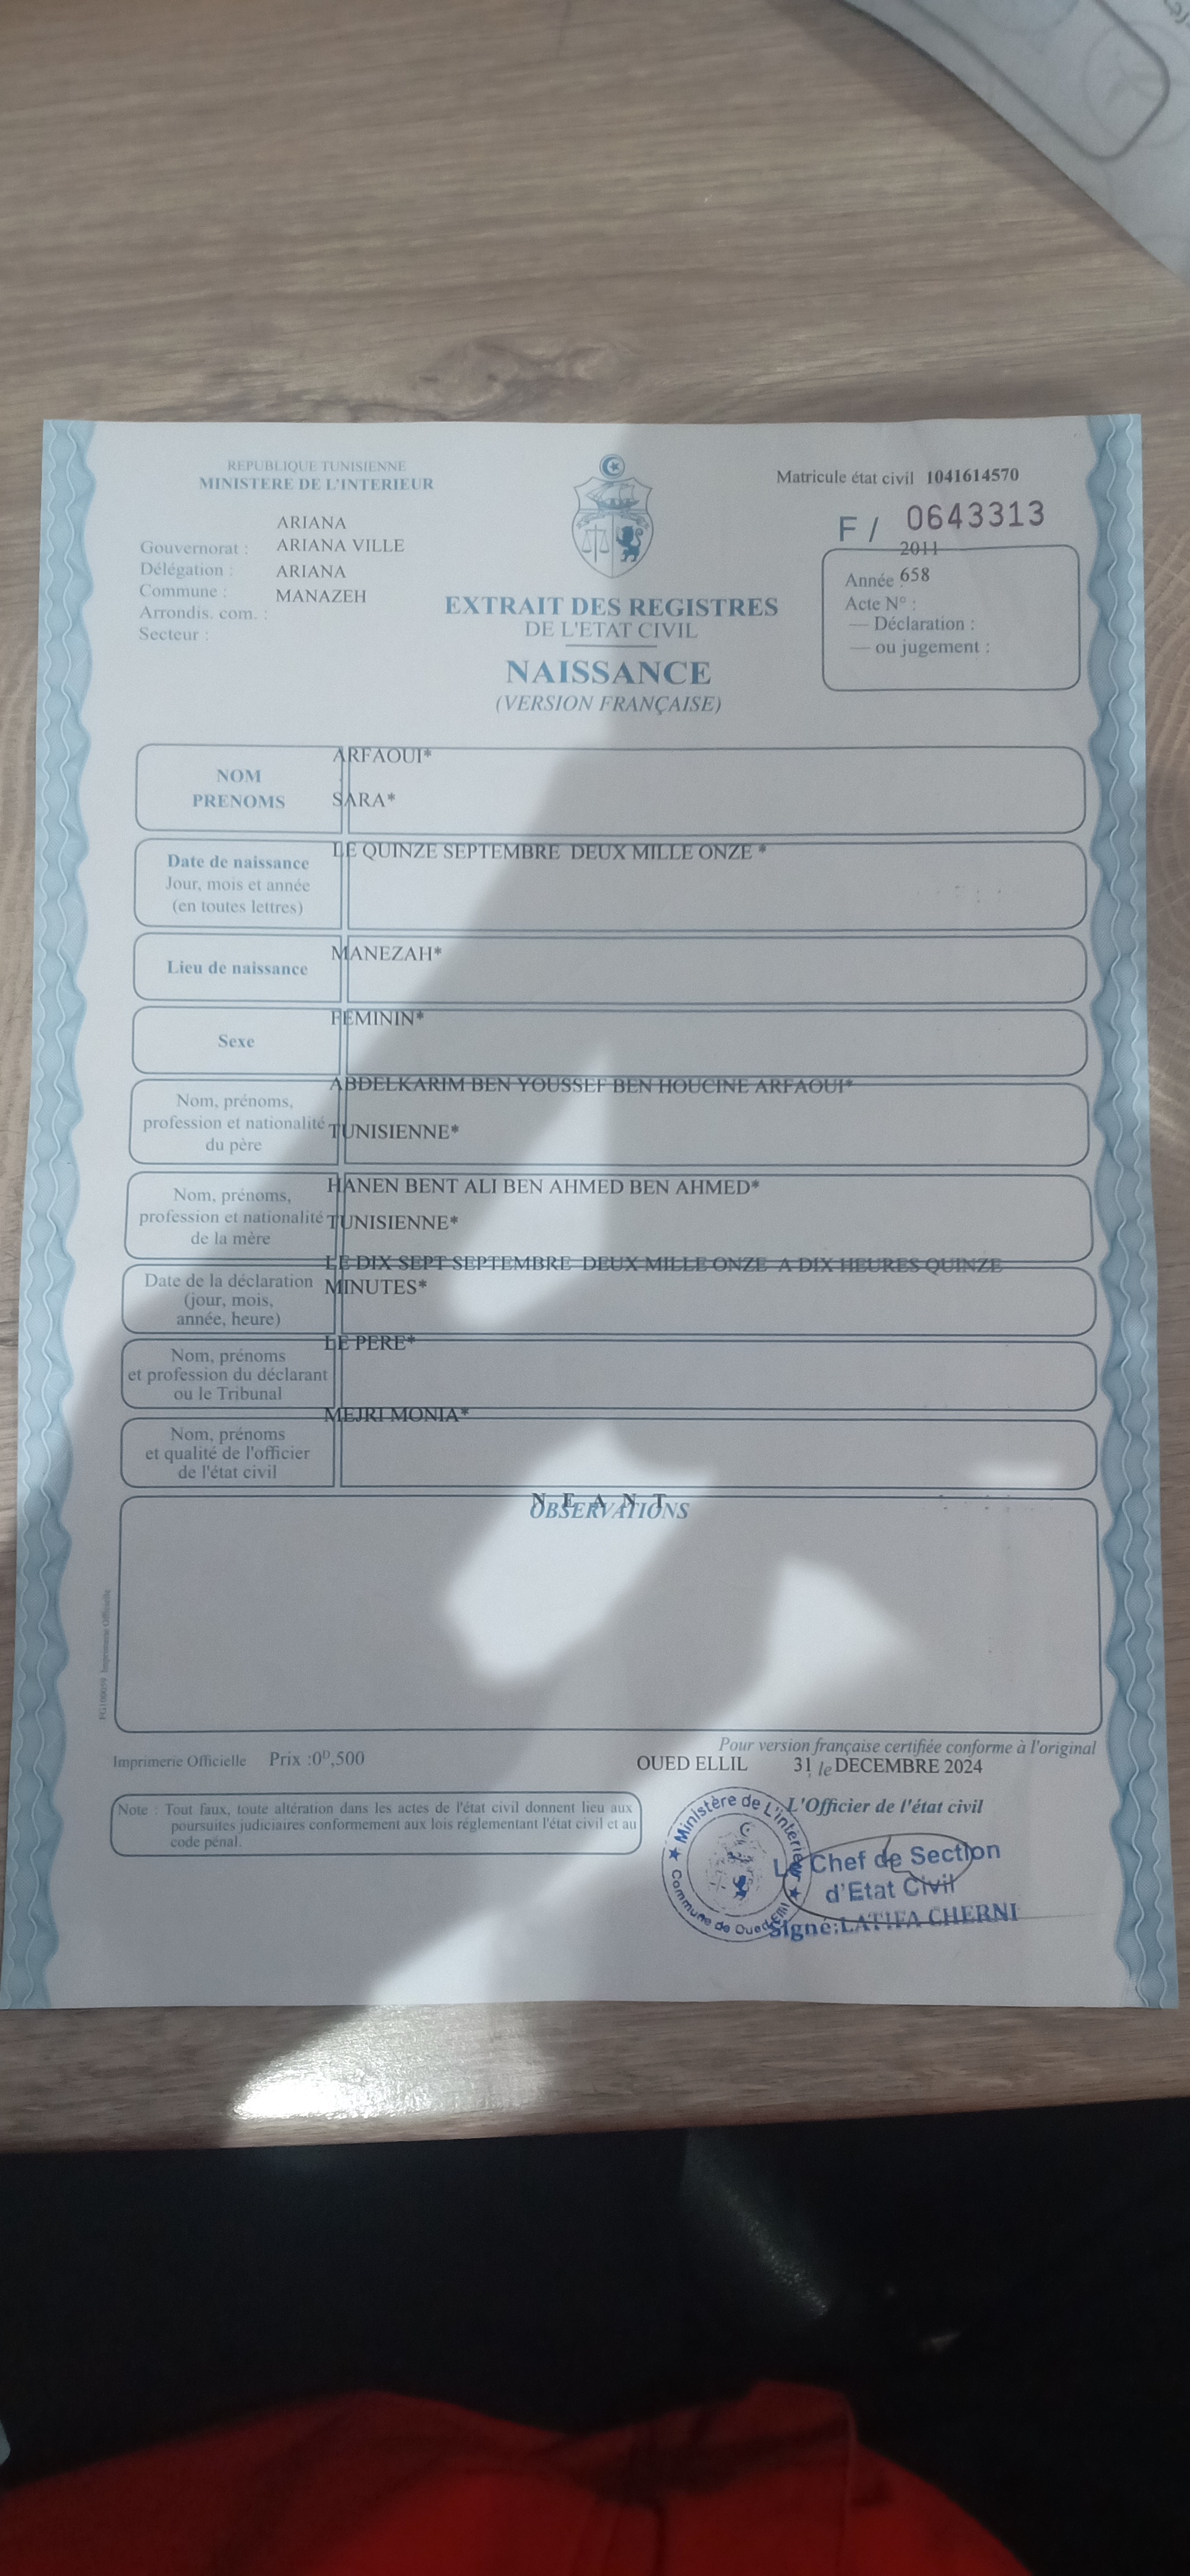 REPUBLIQUE TUNISIENNE
MINISTERE DE L'INTERIEUR
ARIANA
Gouvernorat : ARIANA VILLE
Délégation : ARIANA
Commune : MANAZEH
Arrondis. com. :
Secteur :
Matricule état civil 1041614570
F / 0643313
2011
Année : 658
Acte N° :
— Déclaration :
— ou jugement :
EXTRAIT DES REGISTRES
DE L'ETAT CIVIL
NAISSANCE
(VERSION FRANÇAISE)
NOM
PRENOMS
ARFAOUI*
SARA*
Date de naissance
Jour, mois et année
(en toutes lettres)
LE QUINZE SEPTEMBRE DEUX MILLE ONZE *
Lieu de naissance
MANEZAH*
Sexe
FEMININ*
Nom, prénoms,
profession et nationalité
du père
ABDELKARIM BEN YOUSSEF BEN HOUCINE ARFAOUI*
TUNISIENNE*
Nom, prénoms,
profession et nationalité
de la mère
HANEN BENT ALI BEN AHMED BEN AHMED*
TUNISIENNE*
Date de la déclaration
(jour, mois,
année, heure)
LE DIX SEPT SEPTEMBRE DEUX MILLE ONZE A DIX HEURES QUINZE
MINUTES*
Nom, prénoms
et profession du déclarant
ou le Tribunal
LE PERE*
Nom, prénoms
et qualité de l'officier
de l'état civil
MEJRI MONIA*
N E A N T
OBSERVATIONS
Imprimerie Officielle
Imprimerie Officielle Prix :0ᴰ,500
Pour version française certifiée conforme à l'original
OUED ELLIL 31 le DECEMBRE 2024
Note : Tout faux, toute altération dans les actes de l'état civil donnent lieu aux
poursuites judiciaires conformement aux lois réglementant l'état civil et au
code pénal.
L'Officier de l'état civil
★ Ministère de L'interieur ★
Commune de Oued Ellil
Le Chef de Section
d'Etat Civil
Signé:LATIFA CHERNI